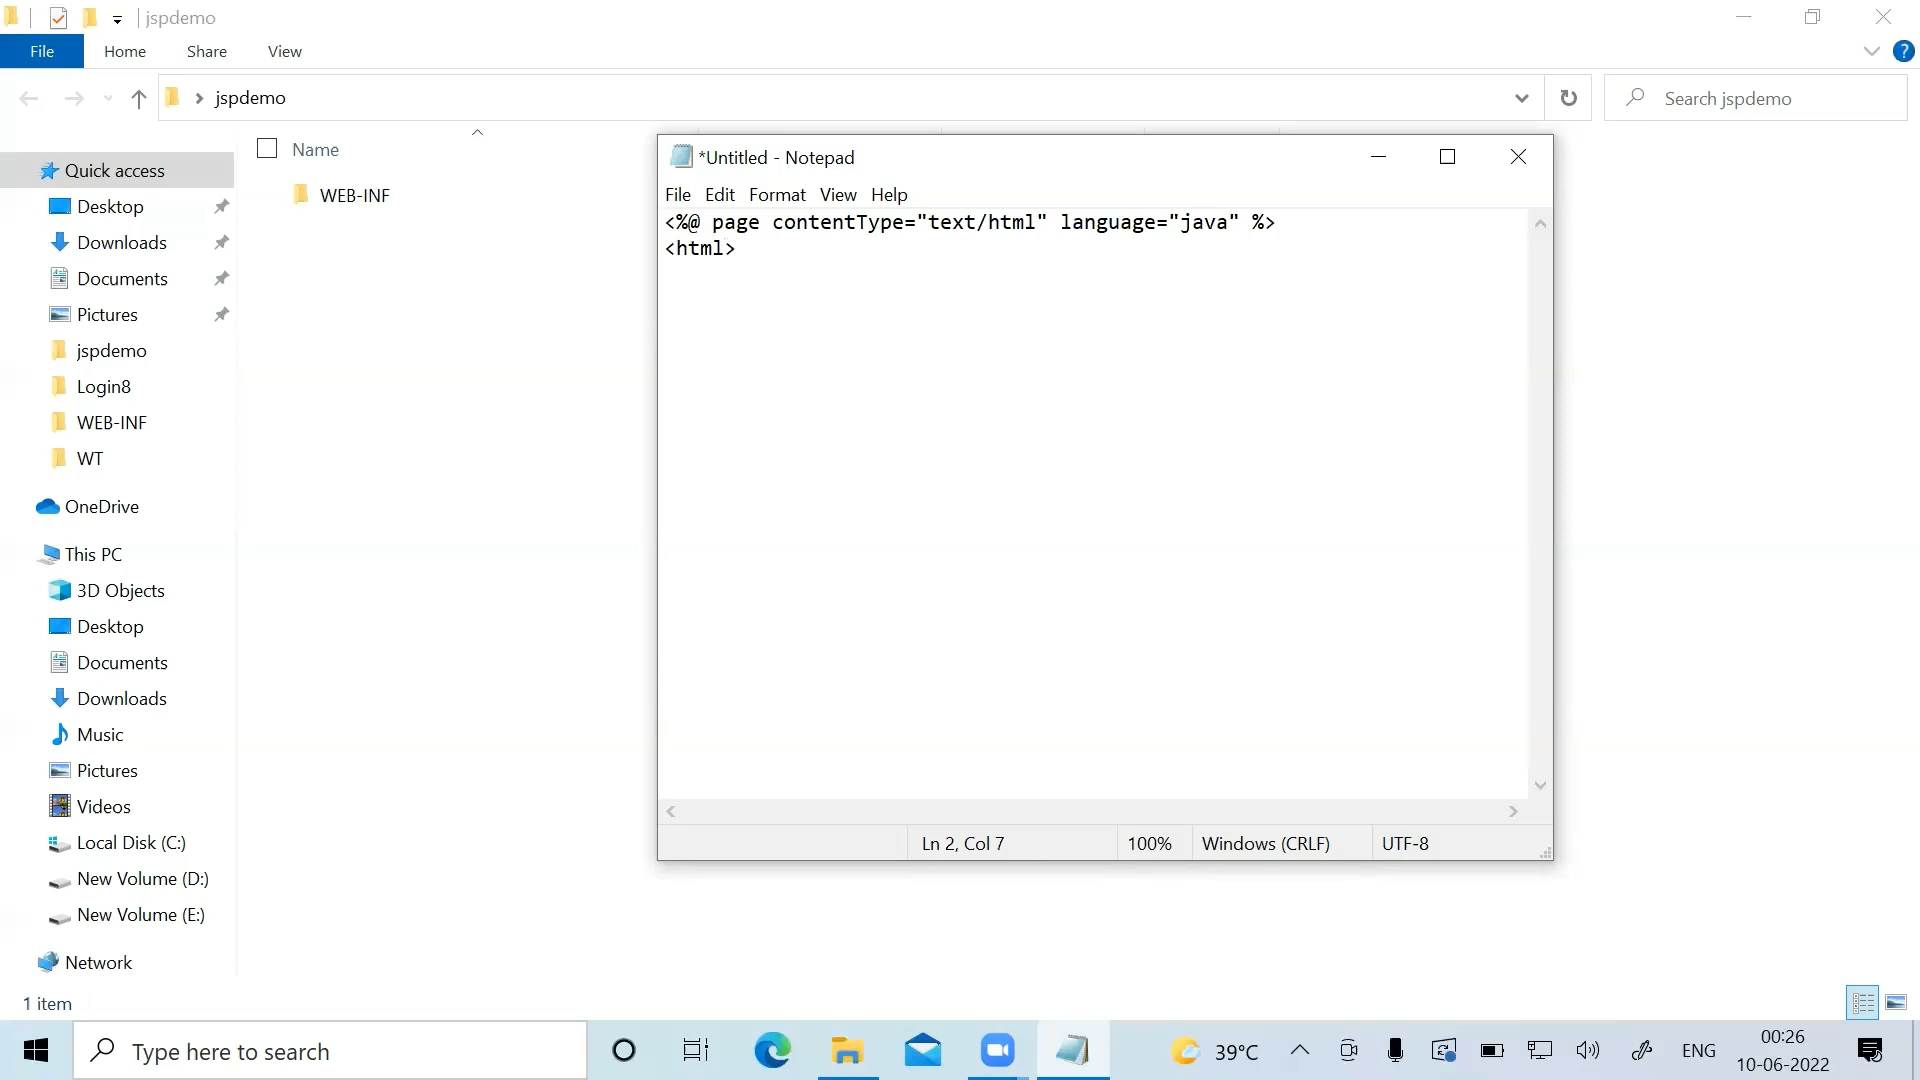 jspdemo
File Home Share View
jspdemo
Search jspdemo
Quick access
Desktop
Downloads
Documents
Pictures
jspdemo
Login8
WEB-INF
WT
OneDrive
This PC
3D Objects
Desktop
Documents
Downloads
Music
Pictures
Videos
Local Disk (C:)
New Volume (D:)
New Volume (E:)
Network
1 item
Name
WEB-INF
*Untitled - Notepad
File Edit Format View Help
<%@ page contentType="text/html" language="java" %>
<html>
Ln 2, Col 7 100% Windows (CRLF) UTF-8
Type here to search
39°C
ENG
00:26
10-06-2022